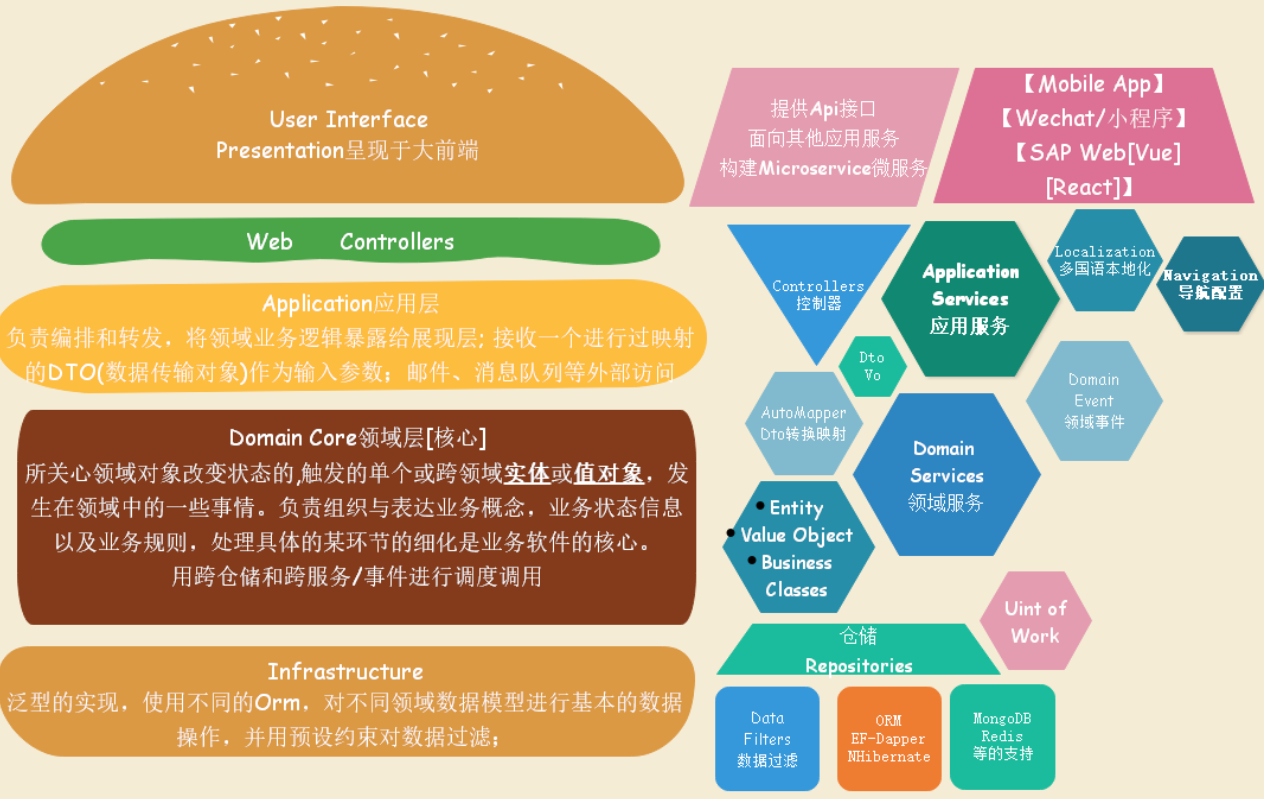 User Interface
Presentation呈现于大前端
Web Controllers
Application应用层
负责编排和转发，将领域业务逻辑暴露给展现层; 接收一个进行过映射
的DTO(数据传输对象)作为输入参数；邮件、消息队列等外部访问
Domain Core领域层[核心]
所关心领域对象改变状态的,触发的单个或跨领域实体或值对象，发
生在领域中的一些事情。负责组织与表达业务概念，业务状态信息
以及业务规则，处理具体的某环节的细化是业务软件的核心。
用跨仓储和跨服务/事件进行调度调用
Infrastructure
泛型的实现，使用不同的Orm，对不同领域数据模型进行基本的数据
操作，并用预设约束对数据过滤；
提供Api接口
面向其他应用服务
构建Microservice微服务
【Mobile App】
【Wechat/小程序】
【SAP Web[Vue]
[React]】
Controllers
控制器
Application
Services
应用服务
Localization
多国语本地化
Navigation
导航配置
Dto
Vo
AutoMapper
Dto转换映射
Domain
Event
领域事件
Domain
Services
领域服务
• Entity
• Value Object
• Business
Classes
Uint of
Work
仓储
Repositories
Data
Filters
数据过滤
ORM
EF-Dapper
NHibernate
MongoDB
Redis
等的支持